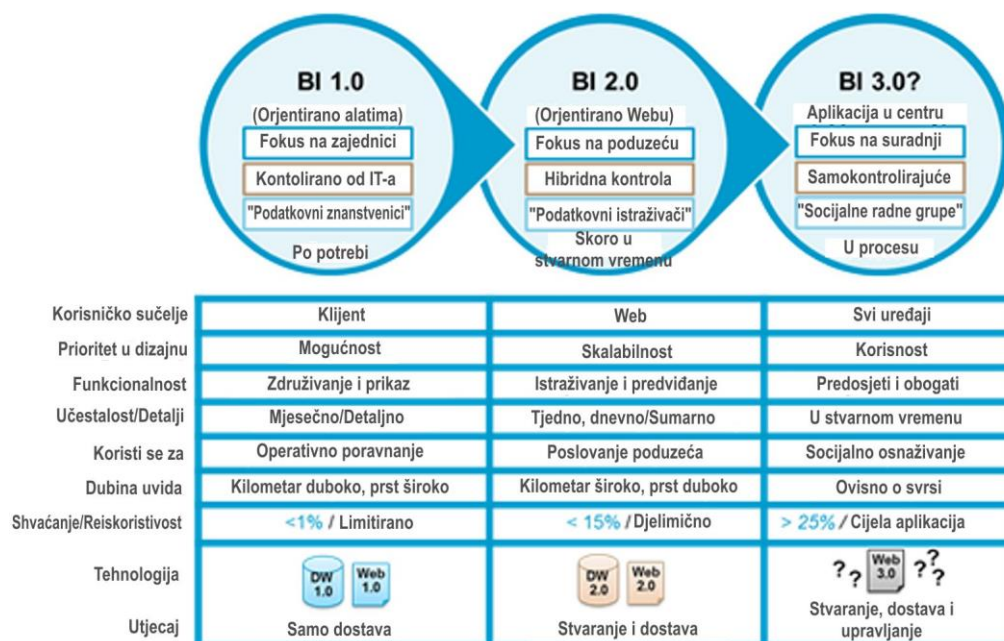 BI 1.0
(Orjentirano alatima)
Fokus na zajednici
Kontolirano od IT-a
"Podatkovni znanstvenici"
Po potrebi
BI 2.0
(Orjentirano Webu)
Fokus na poduzeću
Hibridna kontrola
"Podatkovni istraživači"
Skoro u
stvarnom vremenu
BI 3.0?
Aplikacija u centru
Fokus na suradnji
Samokontrolirajuće
"Socijalne radne grupe"
U procesu
Korisničko sučelje Klijent Web Svi uređaji
Prioritet u dizajnu Mogućnost Skalabilnost Korisnost
Funkcionalnost Združivanje i prikaz Istraživanje i predviđanje Predosjeti i obogati
Učestalost/Detalji Mjesečno/Detaljno Tjedno, dnevno/Sumarno U stvarnom vremenu
Koristi se za Operativno poravnanje Poslovanje poduzeća Socijalno osnaživanje
Dubina uvida Kilometar duboko, prst široko Kilometar široko, prst duboko Ovisno o svrsi
Shvaćanje/Reiskoristivost <1% / Limitirano < 15% / Djelimično > 25% / Cijela aplikacija
Tehnologija DW 1.0 Web 1.0 DW 2.0 Web 2.0 ? ? Web 3.0 ? ? ?
Utjecaj Samo dostava Stvaranje i dostava Stvaranje, dostava i
upravljanje